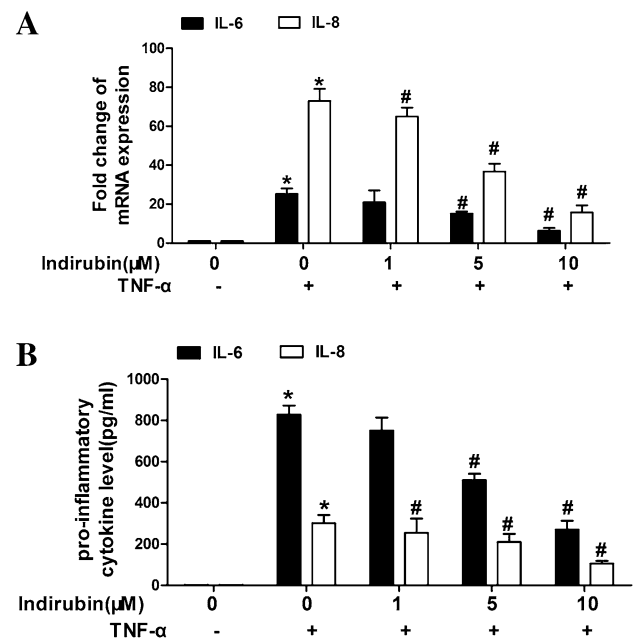 A
IL-6 IL-8
Fold change of
mRNA expression
100
80
60
40
20
0
* * # # # # #
Indirubin(μM) 0 0 1 5 10
TNF-α - + + + +
B
IL-6 IL-8
pro-inflammatory
cytokine level(pg/ml)
1000
800
600
400
200
0
* * # # # # #
Indirubin(μM) 0 0 1 5 10
TNF-α - + + + +